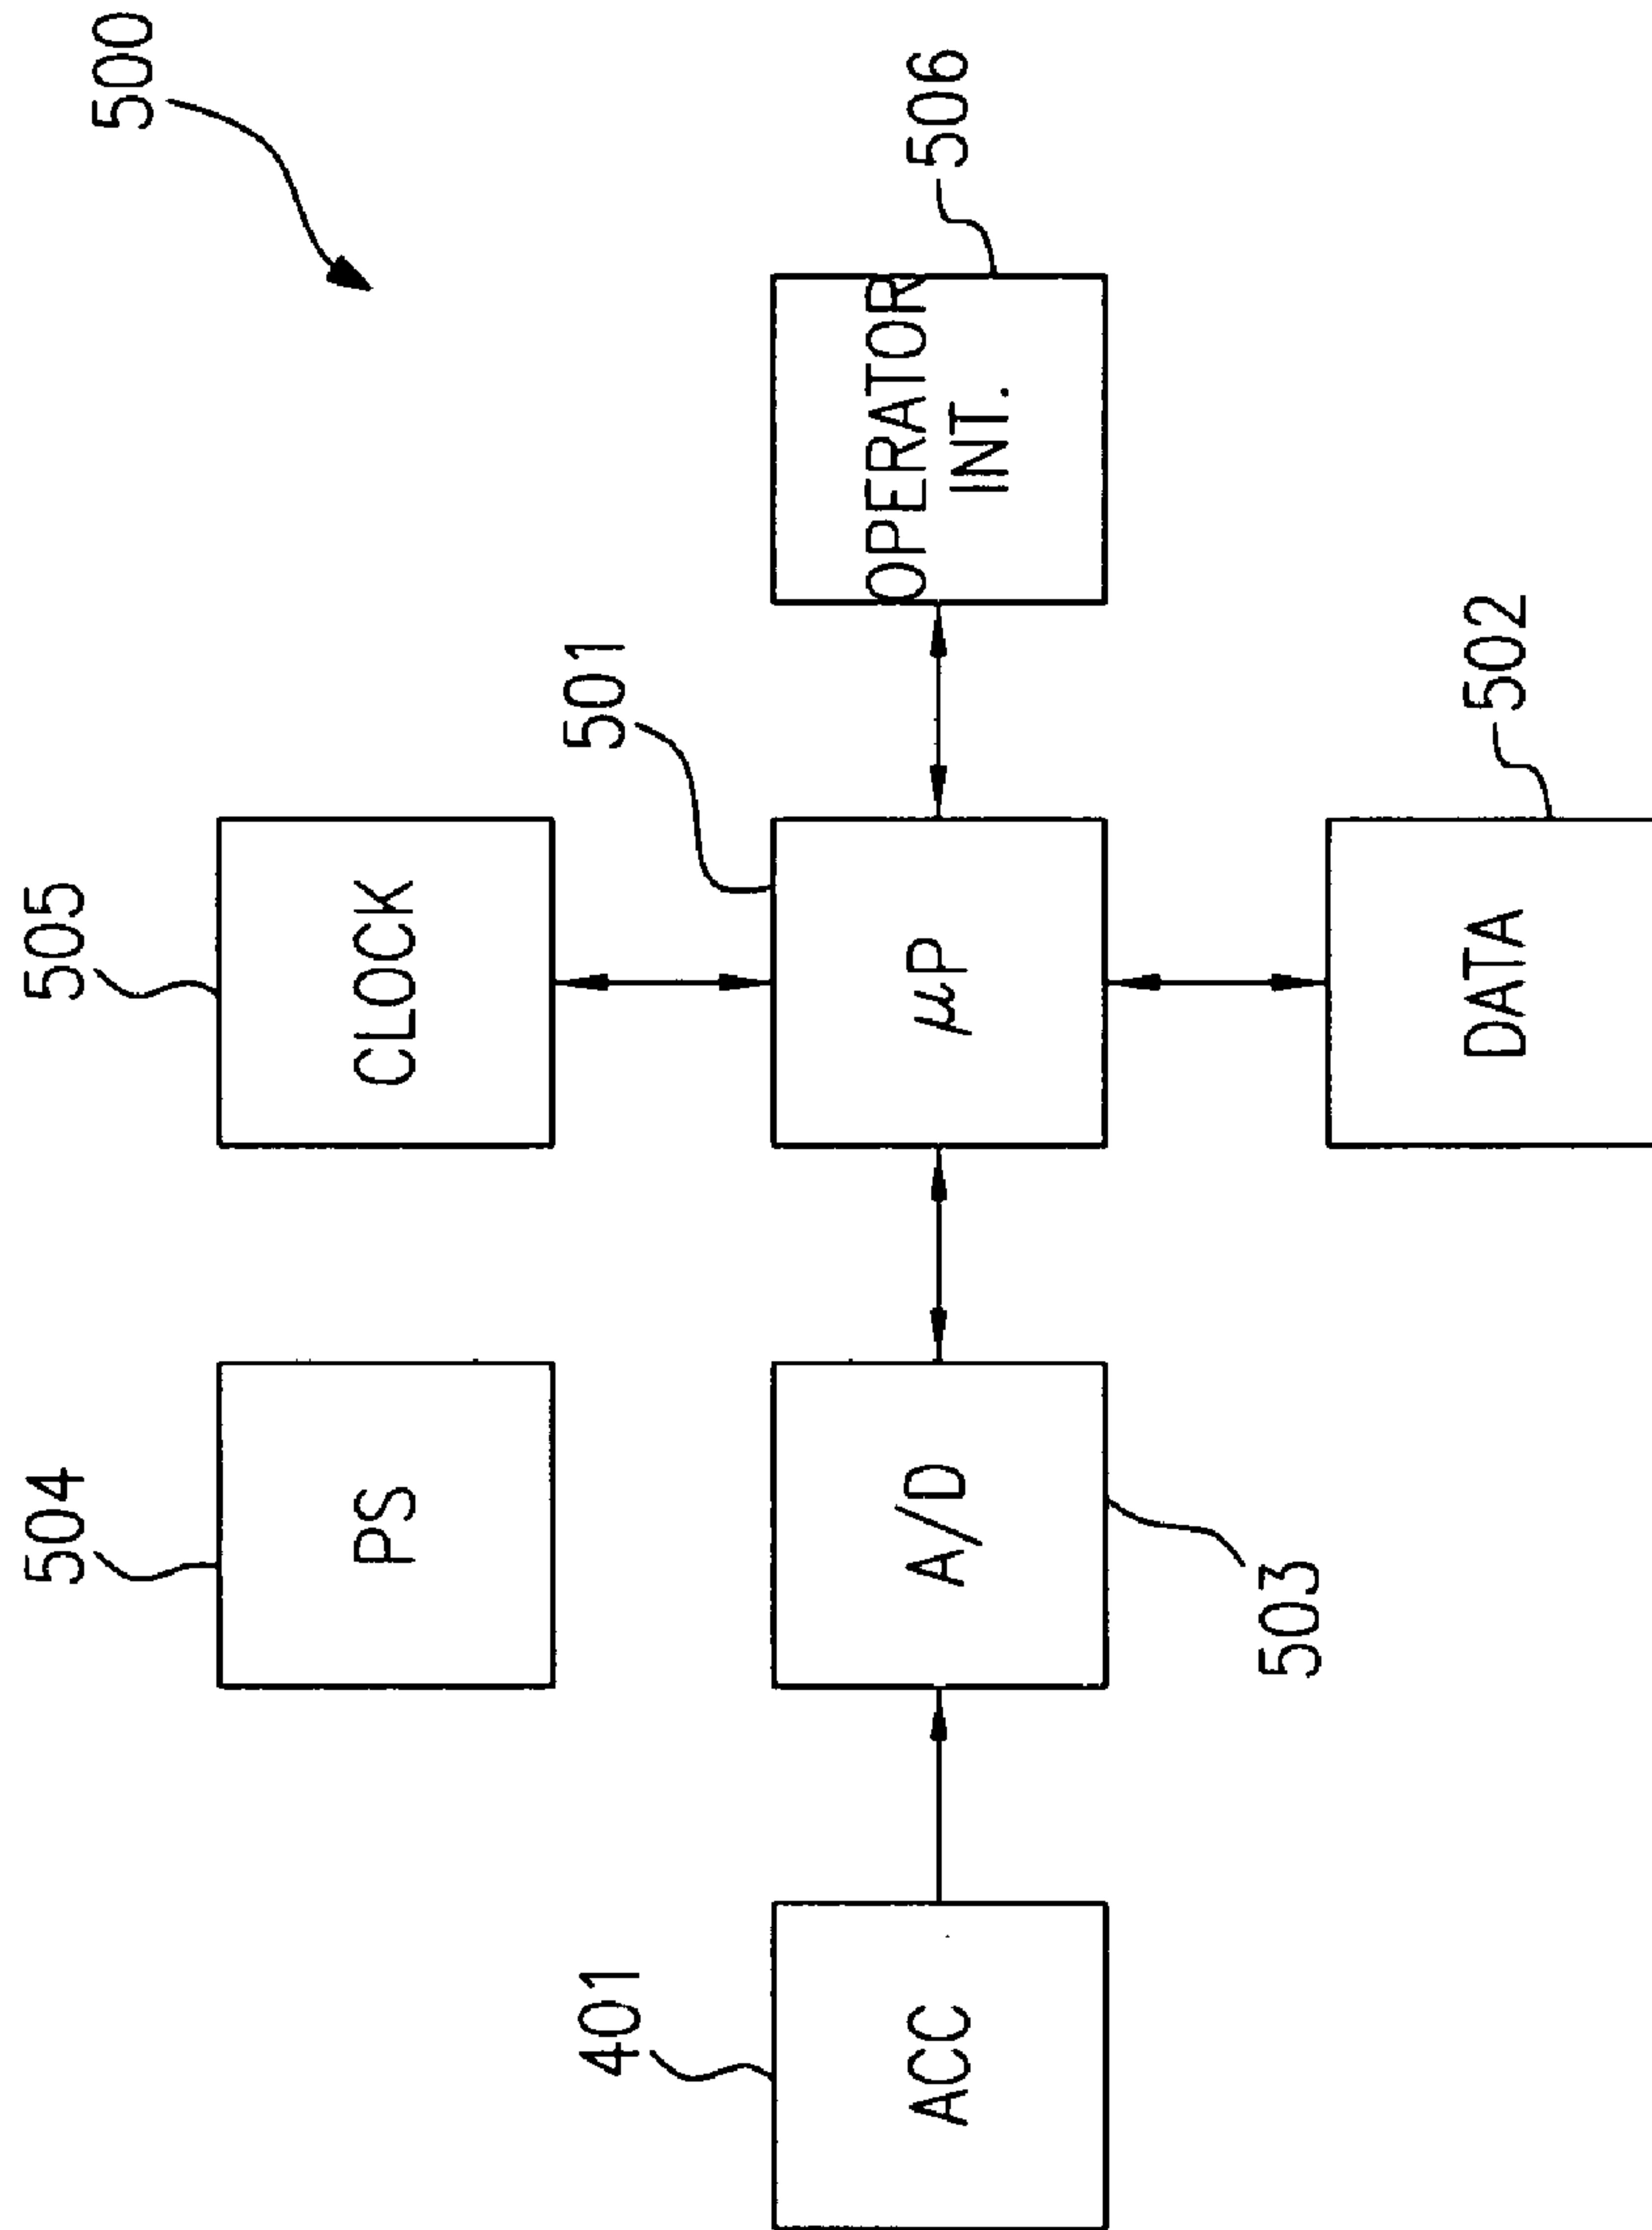 500
505
CLOCK
504
PS
501
506
OPERATOR
INT.
μP
A/D
401
ACC
503
502
DATA